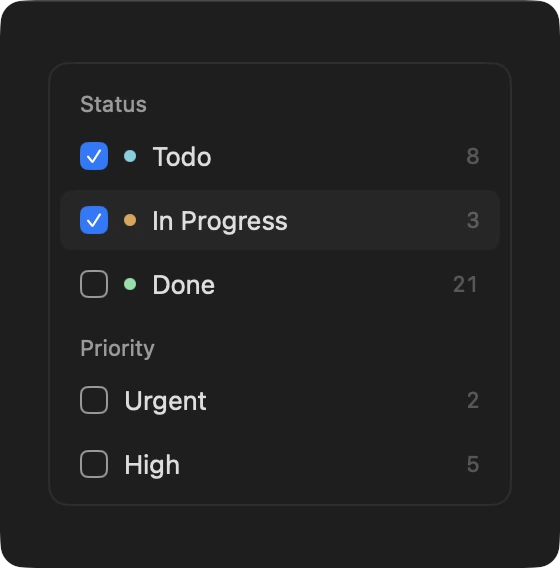 Status
Todo 8
In Progress 3
Done 21
Priority
Urgent 2
High 5